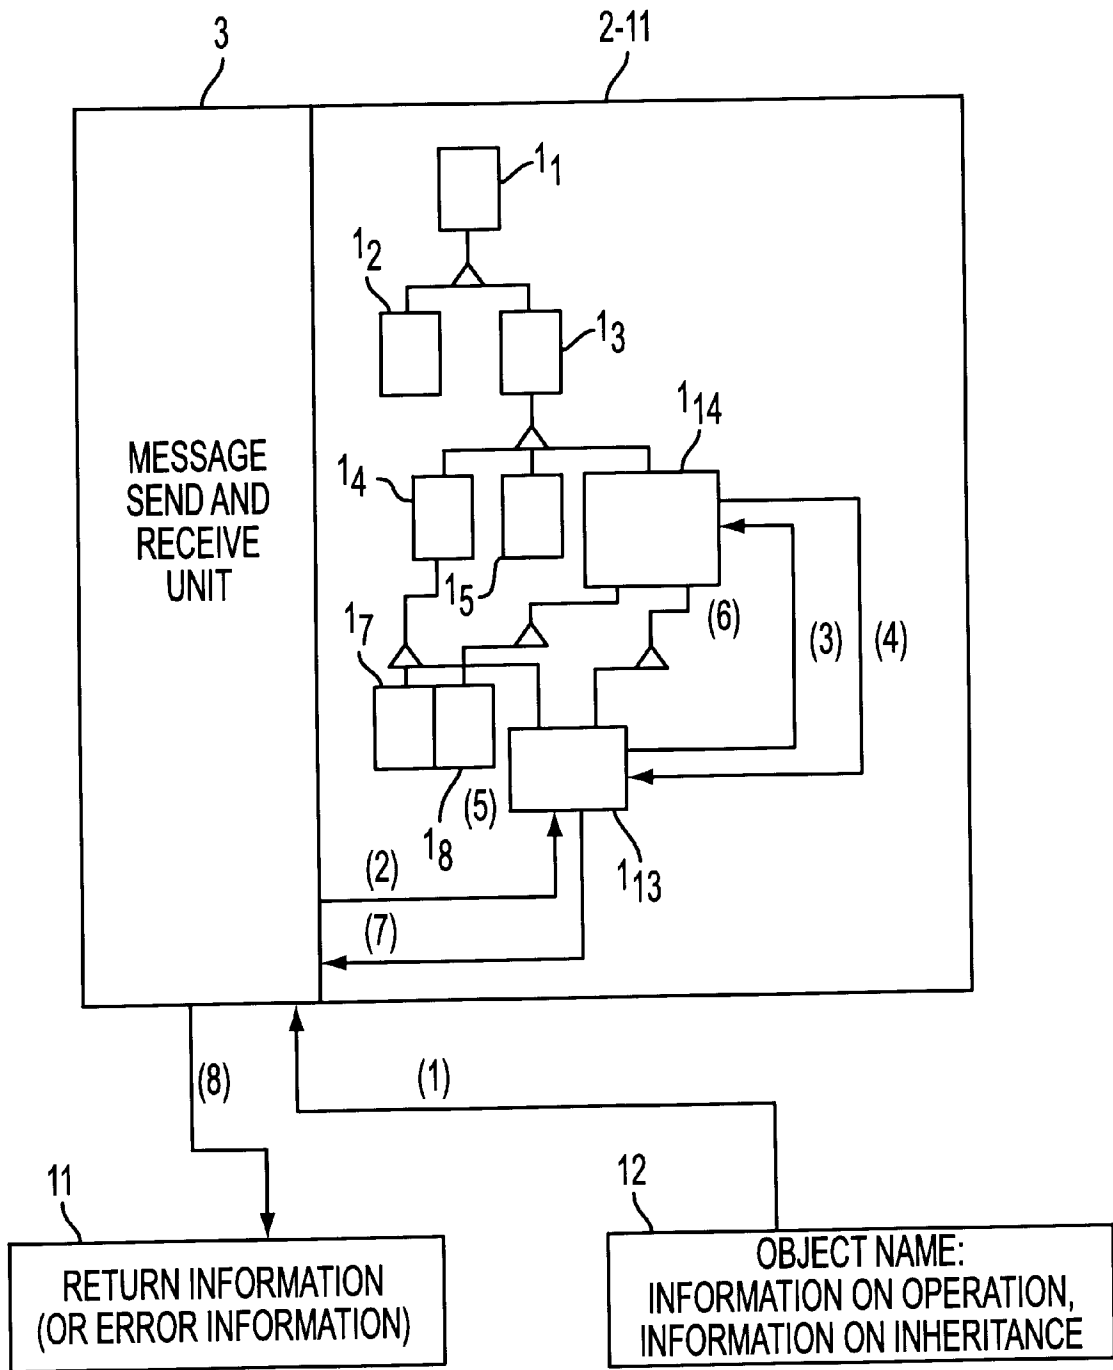 3
2-11
1₁
1₂
1₃
1₁₄
MESSAGE
SEND AND
RECEIVE
UNIT
1₄
1₅
(6)
(3)
(4)
1₇
(5)
1₈
1₁₃
(2)
(7)
(8)
(1)
11
12
RETURN INFORMATION
(OR ERROR INFORMATION)
OBJECT NAME:
INFORMATION ON OPERATION,
INFORMATION ON INHERITANCE